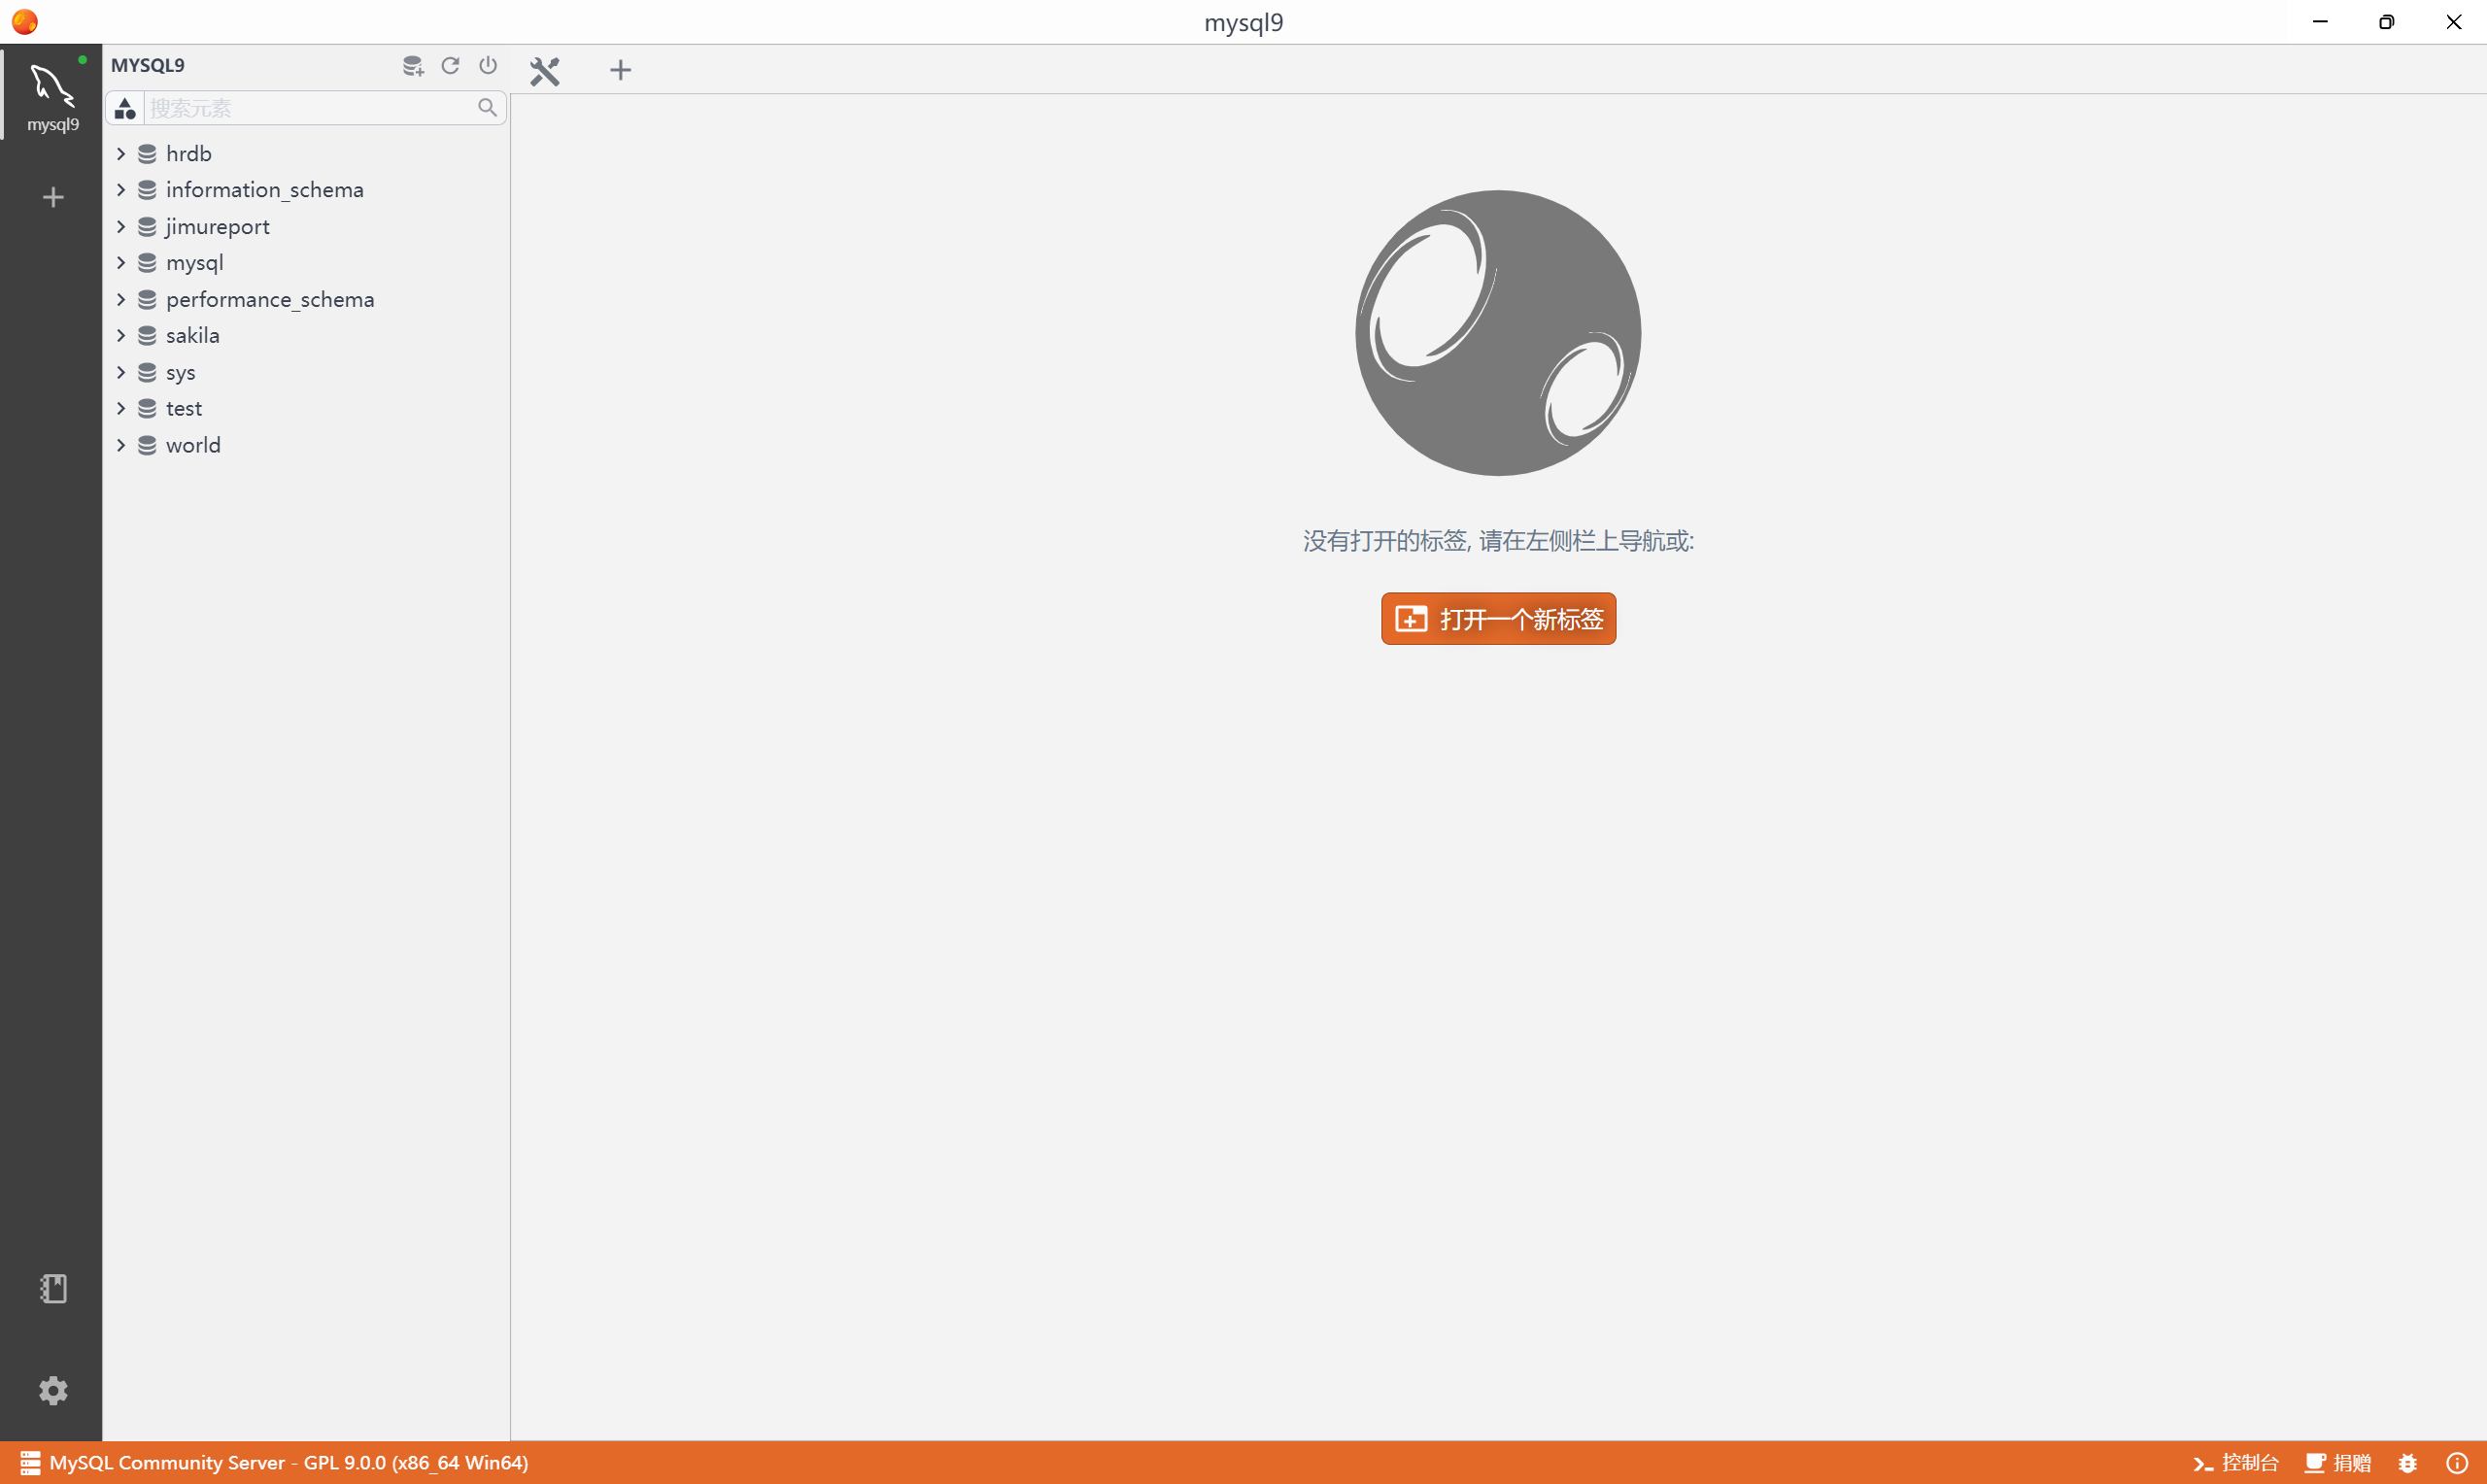 mysql9
mysql9
MYSQL9
搜索元素
hrdb
information_schema
jimureport
mysql
performance_schema
sakila
sys
test
world
没有打开的标签, 请在左侧栏上导航或:
打开一个新标签
MySQL Community Server - GPL 9.0.0 (x86_64 Win64)
控制台
捐赠